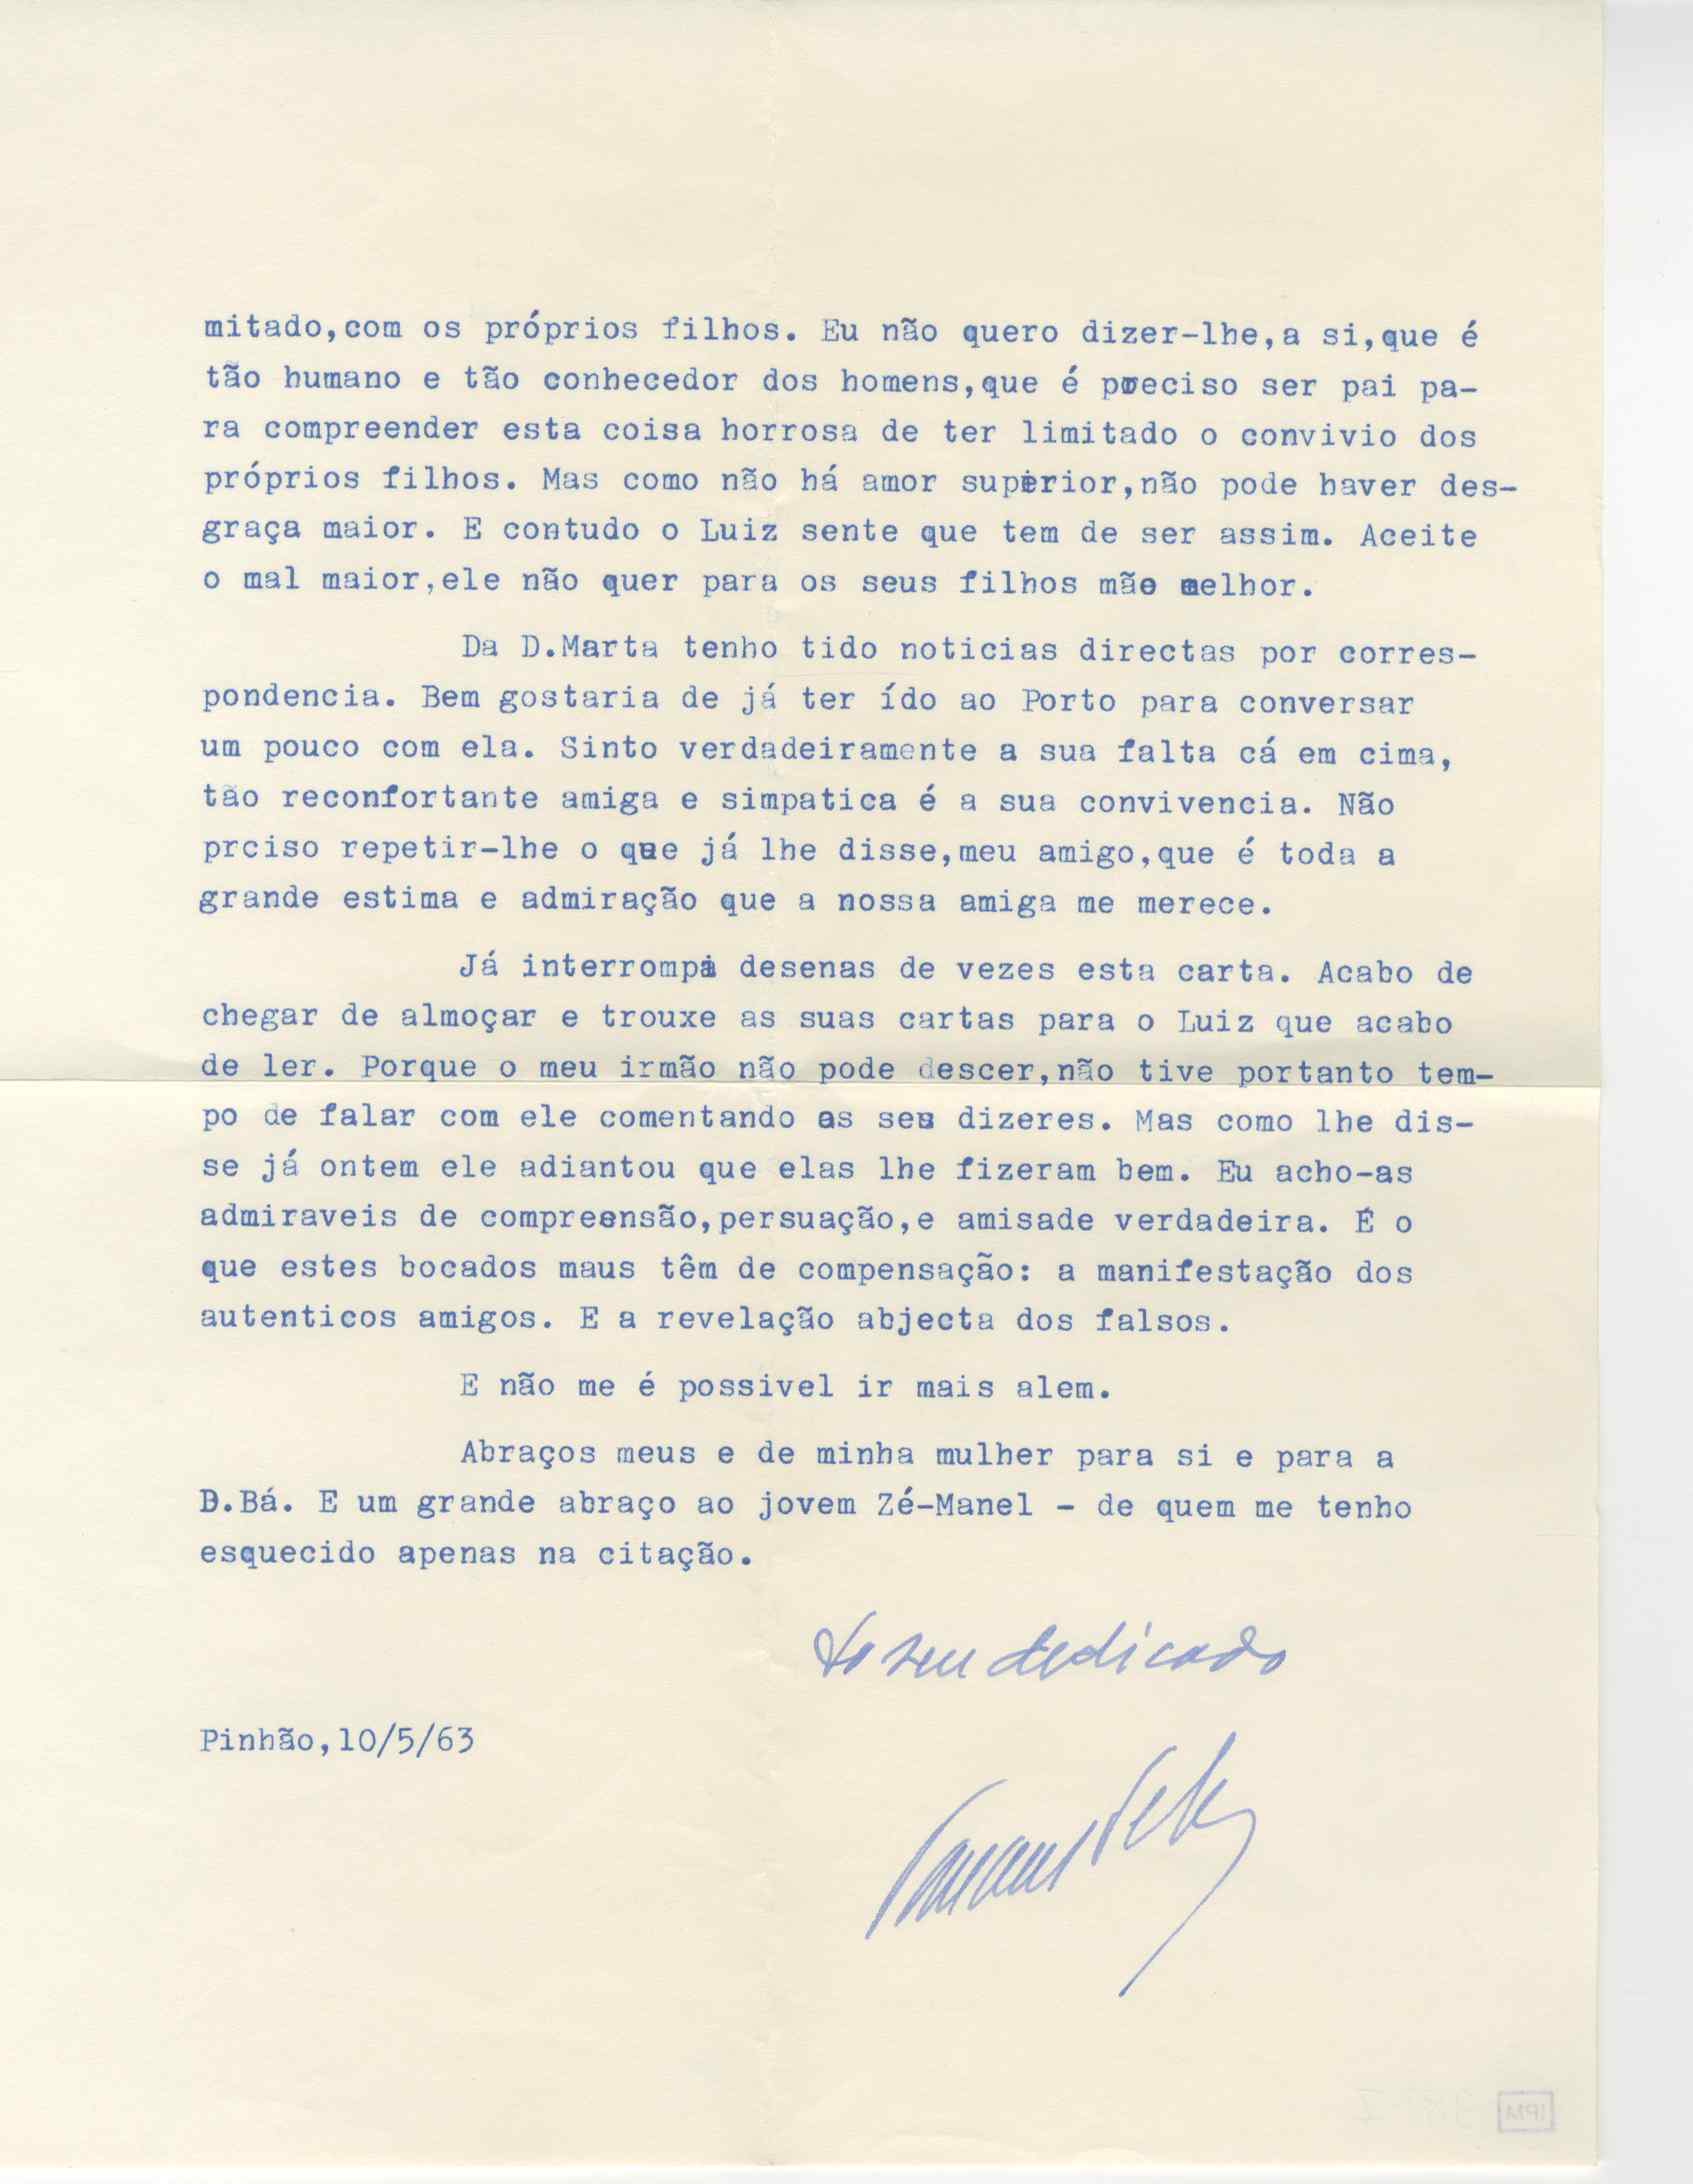 mitado,com os próprios filhos. Eu não quero dizer-lhe,a si,que é
tão humano e tão conhecedor dos homens,que é preciso ser pai pa-
ra compreender esta coisa horrosa de ter limitado o convivio dos
próprios filhos. Mas como não há amor superior,não pode haver des-
graça maior. E contudo o Luiz sente que tem de ser assim. Aceite
o mal maior,ele não quer para os seus filhos mãe melhor.
Da D.Marta tenho tido noticias directas por corres-
pondencia. Bem gostaria de já ter ído ao Porto para conversar
um pouco com ela. Sinto verdadeiramente a sua falta cá em cima,
tão reconfortante amiga e simpatica é a sua convivencia. Não
prciso repetir-lhe o que já lhe disse,meu amigo,que é toda a
grande estima e admiração que a nossa amiga me merece.
Já interrompi desenas de vezes esta carta. Acabo de
chegar de almoçar e trouxe as suas cartas para o Luiz que acabo
de ler. Porque o meu irmão não pode descer,não tive portanto tem-
po de falar com ele comentando os seus dizeres. Mas como lhe dis-
se já ontem ele adiantou que elas lhe fizeram bem. Eu acho-as
admiraveis de compreensão,persuação,e amisade verdadeira. É o
que estes bocados maus têm de compensação: a manifestação dos
autenticos amigos. E a revelação abjecta dos falsos.
E não me é possivel ir mais alem.
Abraços meus e de minha mulher para si e para a
D.Bá. E um grande abraço ao jovem Zé-Manel - de quem me tenho
esquecido apenas na citação.
do seu dedicado
Pinhão,10/5/63
IPM